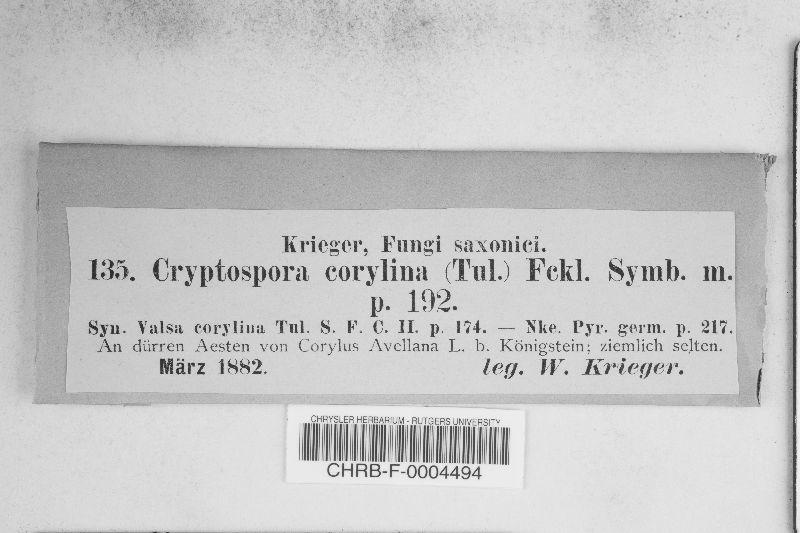 Krieger, Fungi saxonici.
135. Cryptospora corylina (Tul.) Fckl. Symb. m.
p. 192.
Syn. Valsa corylina Tul. S. F. C. II. p. 174. — Nke. Pyr. germ. p. 217.
An dürren Aesten von Corylus Avellana L. b. Königstein; ziemlich selten.
März 1882. leg. W. Krieger.
CHRYSLER HERBARIUM - RUTGERS UNIVERSITY
CHRB-F-0004494